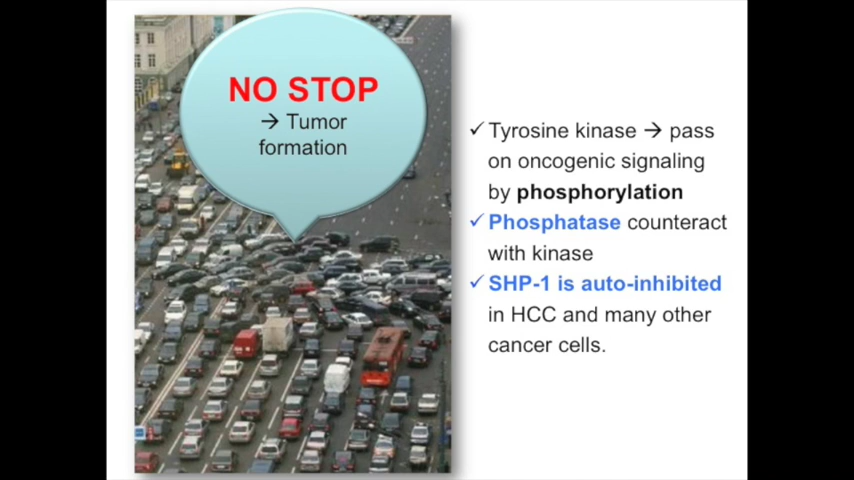 NO STOP
→ Tumor
formation
✓ Tyrosine kinase → pass
on oncogenic signaling
by phosphorylation
✓ Phosphatase counteract
with kinase
✓ SHP-1 is auto-inhibited
in HCC and many other
cancer cells.